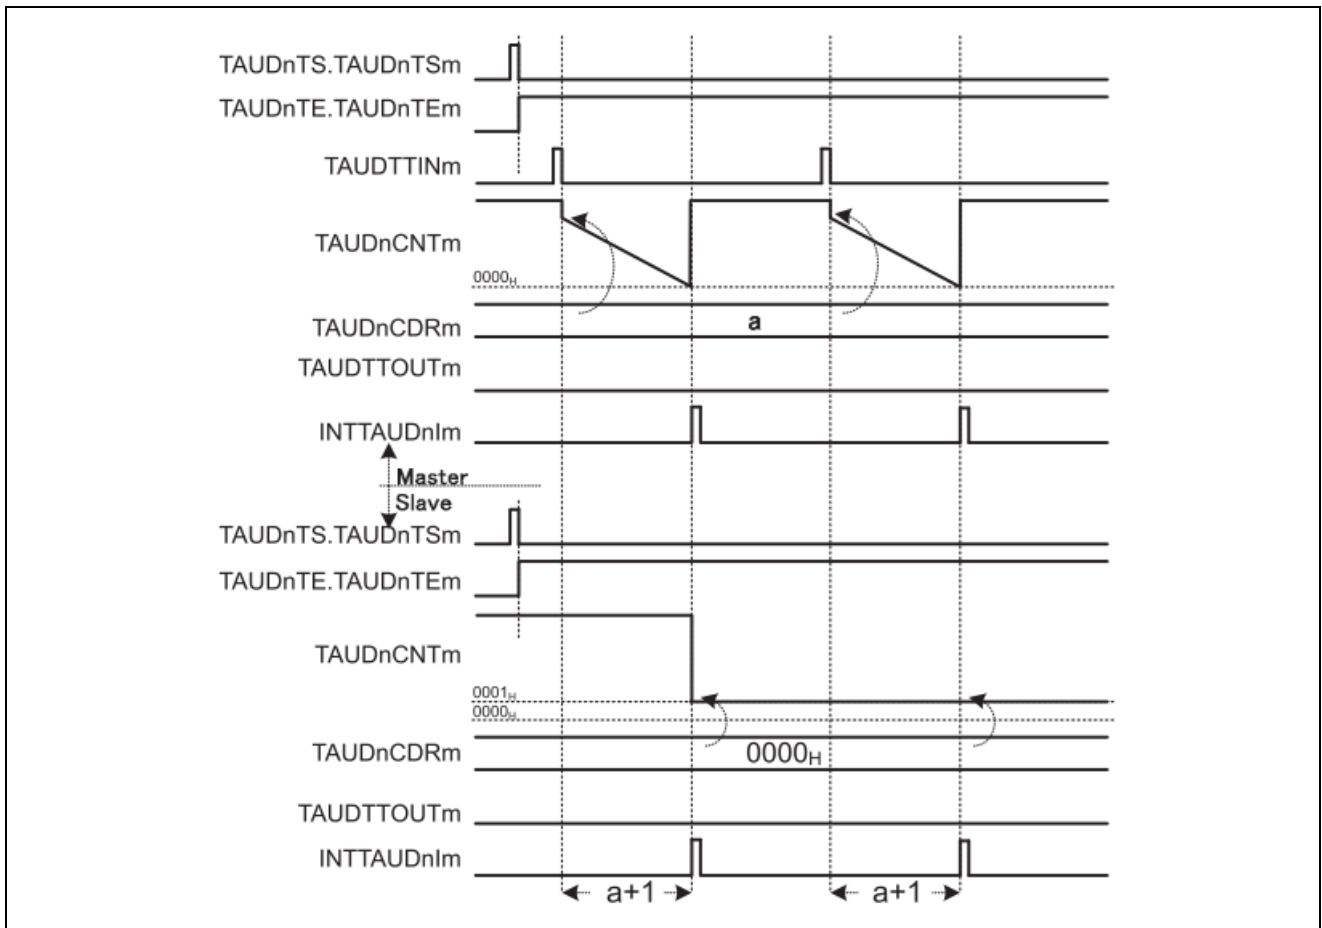 TAUDnTS.TAUDnTSm
TAUDnTE.TAUDnTEm
TAUDTTINm
TAUDnCNTm
0000H
TAUDnCDRm
a
TAUDTTOUTm
INTTAUDnIm
Master
Slave
TAUDnTS.TAUDnTSm
TAUDnTE.TAUDnTEm
TAUDnCNTm
0001H
0000H
TAUDnCDRm
0000H
TAUDTTOUTm
INTTAUDnIm
a+1 a+1